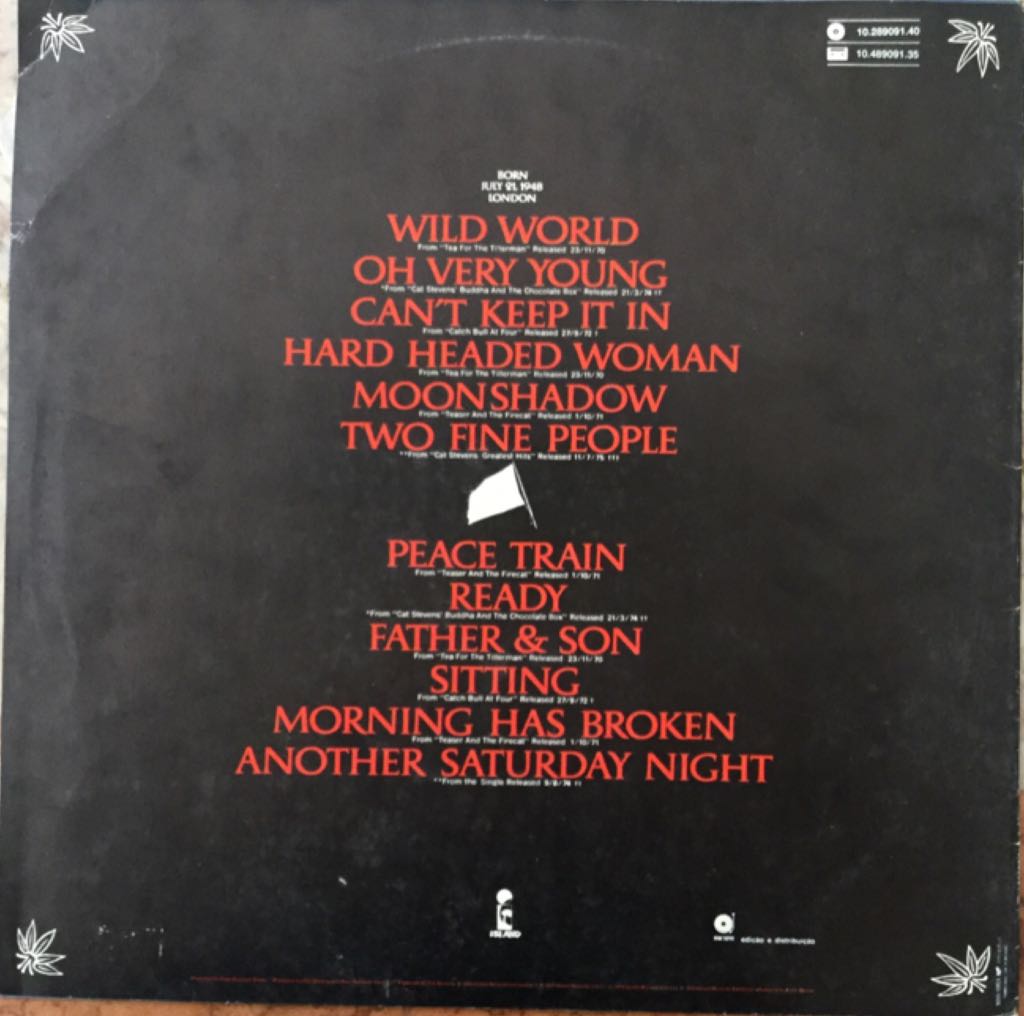 10.289091.40
10.489091.35
BORN
JULY 21, 1948
LONDON
WILD WORLD
From "Tea For The Tillerman" Released 23/11/70
OH VERY YOUNG
*From "Cat Stevens' Buddha And The Chocolate Box" Released 21/3/74 ††
CAN'T KEEP IT IN
From "Catch Bull At Four" Released 27/9/72 †
HARD HEADED WOMAN
From "Tea For The Tillerman" Released 23/11/70
MOONSHADOW
From "Teaser And The Firecat" Released 1/10/71
TWO FINE PEOPLE
**From "Cat Stevens Greatest Hits" Released 11/7/75 †††
PEACE TRAIN
From "Teaser And The Firecat" Released 1/10/71
READY
*From "Cat Stevens' Buddha And The Chocolate Box" Released 21/3/74 ††
FATHER & SON
From "Tea For The Tillerman" Released 23/11/70
SITTING
From "Catch Bull At Four" Released 27/9/72 †
MORNING HAS BROKEN
From "Teaser And The Firecat" Released 1/10/71
ANOTHER SATURDAY NIGHT
**From the Single Released 9/8/74 ††
ISLAND
edição e distribuição